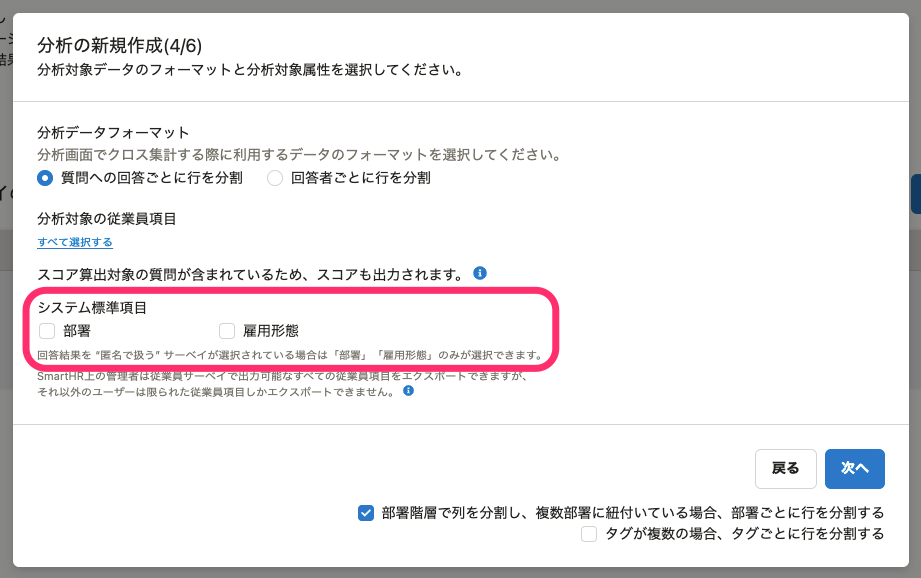 分析の新規作成(4/6)
分析対象データのフォーマットと分析対象属性を選択してください。
分析データフォーマット
分析画面でクロス集計する際に利用するデータのフォーマットを選択してください。
質問への回答ごとに行を分割 回答者ごとに行を分割
分析対象の従業員項目
すべて選択する
スコア算出対象の質問が含まれているため、スコアも出力されます。
システム標準項目
部署 雇用形態
回答結果を “匿名で扱う” サーベイが選択されている場合は「部署」「雇用形態」のみが選択できます。
SmartHR上の管理者は従業員サーベイで出力可能なすべての従業員項目をエクスポートできますが、
それ以外のユーザーは限られた従業員項目しかエクスポートできません。
戻る 次へ
部署階層で列を分割し、複数部署に紐付いている場合、部署ごとに行を分割する
タグが複数の場合、タグごとに行を分割する